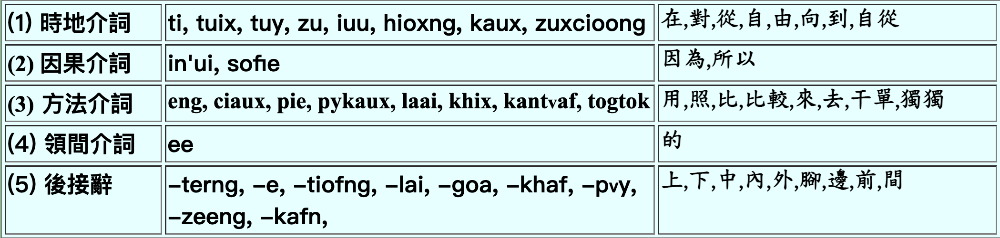 (1) 時地介詞 ti, tuix, tuy, zu, iuu, hioxng, kaux, zuxcioong 在,對,從,自,由,向,到,自從
(2) 因果介詞 in'ui, sofie 因為,所以
(3) 方法介詞 eng, ciaux, pie, pykaux, laai, khix, kantvaf, togtok 用,照,比,比較,來,去,干單,獨獨
(4) 領間介詞 ee 的
(5) 後接辭 –terng, –e, –tiofng, –lai, –goa, –khaf, –pvy, 上,下,中,內,外,腳,邊,前,間
–zeeng, –kafn,